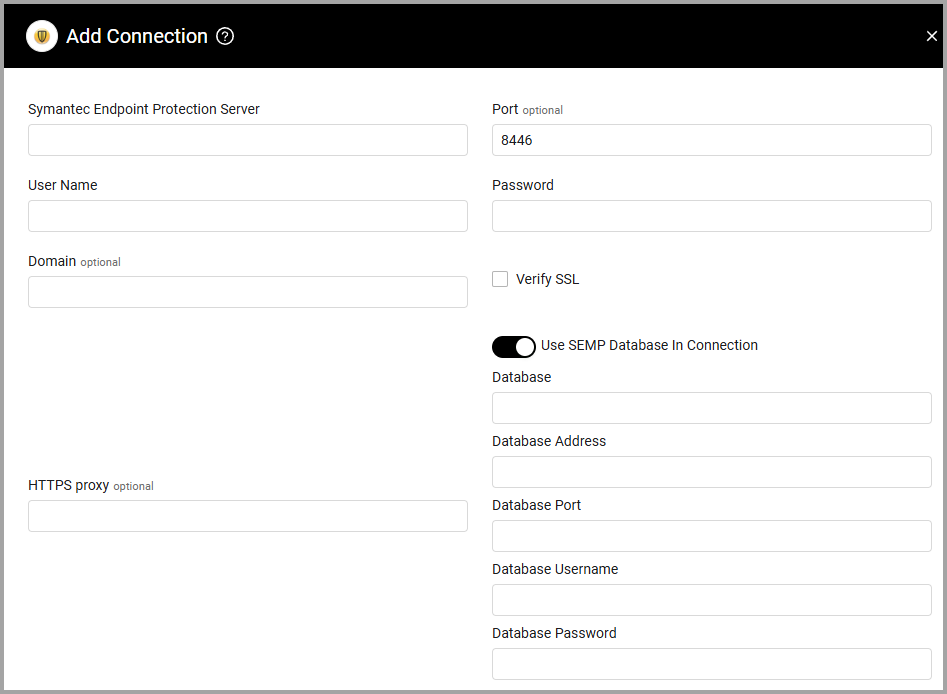 Add Connection ?
Symantec Endpoint Protection Server
Port optional
8446
User Name
Password
Domain optional
Verify SSL
Use SEMP Database In Connection
Database
Database Address
HTTPS proxy optional
Database Port
Database Username
Database Password